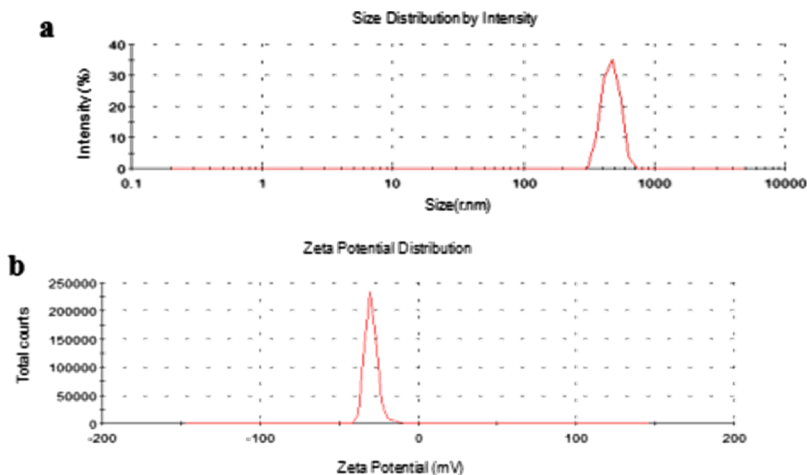 a
Size Distribution by Intensity
Intensity (%)
40
30
20
10
0
0.1 1 10 100 1000 10000
Size(r.nm)
b
Zeta Potential Distribution
Total counts
250000
200000
150000
100000
50000
0
-200 -100 0 100 200
Zeta Potential (mV)